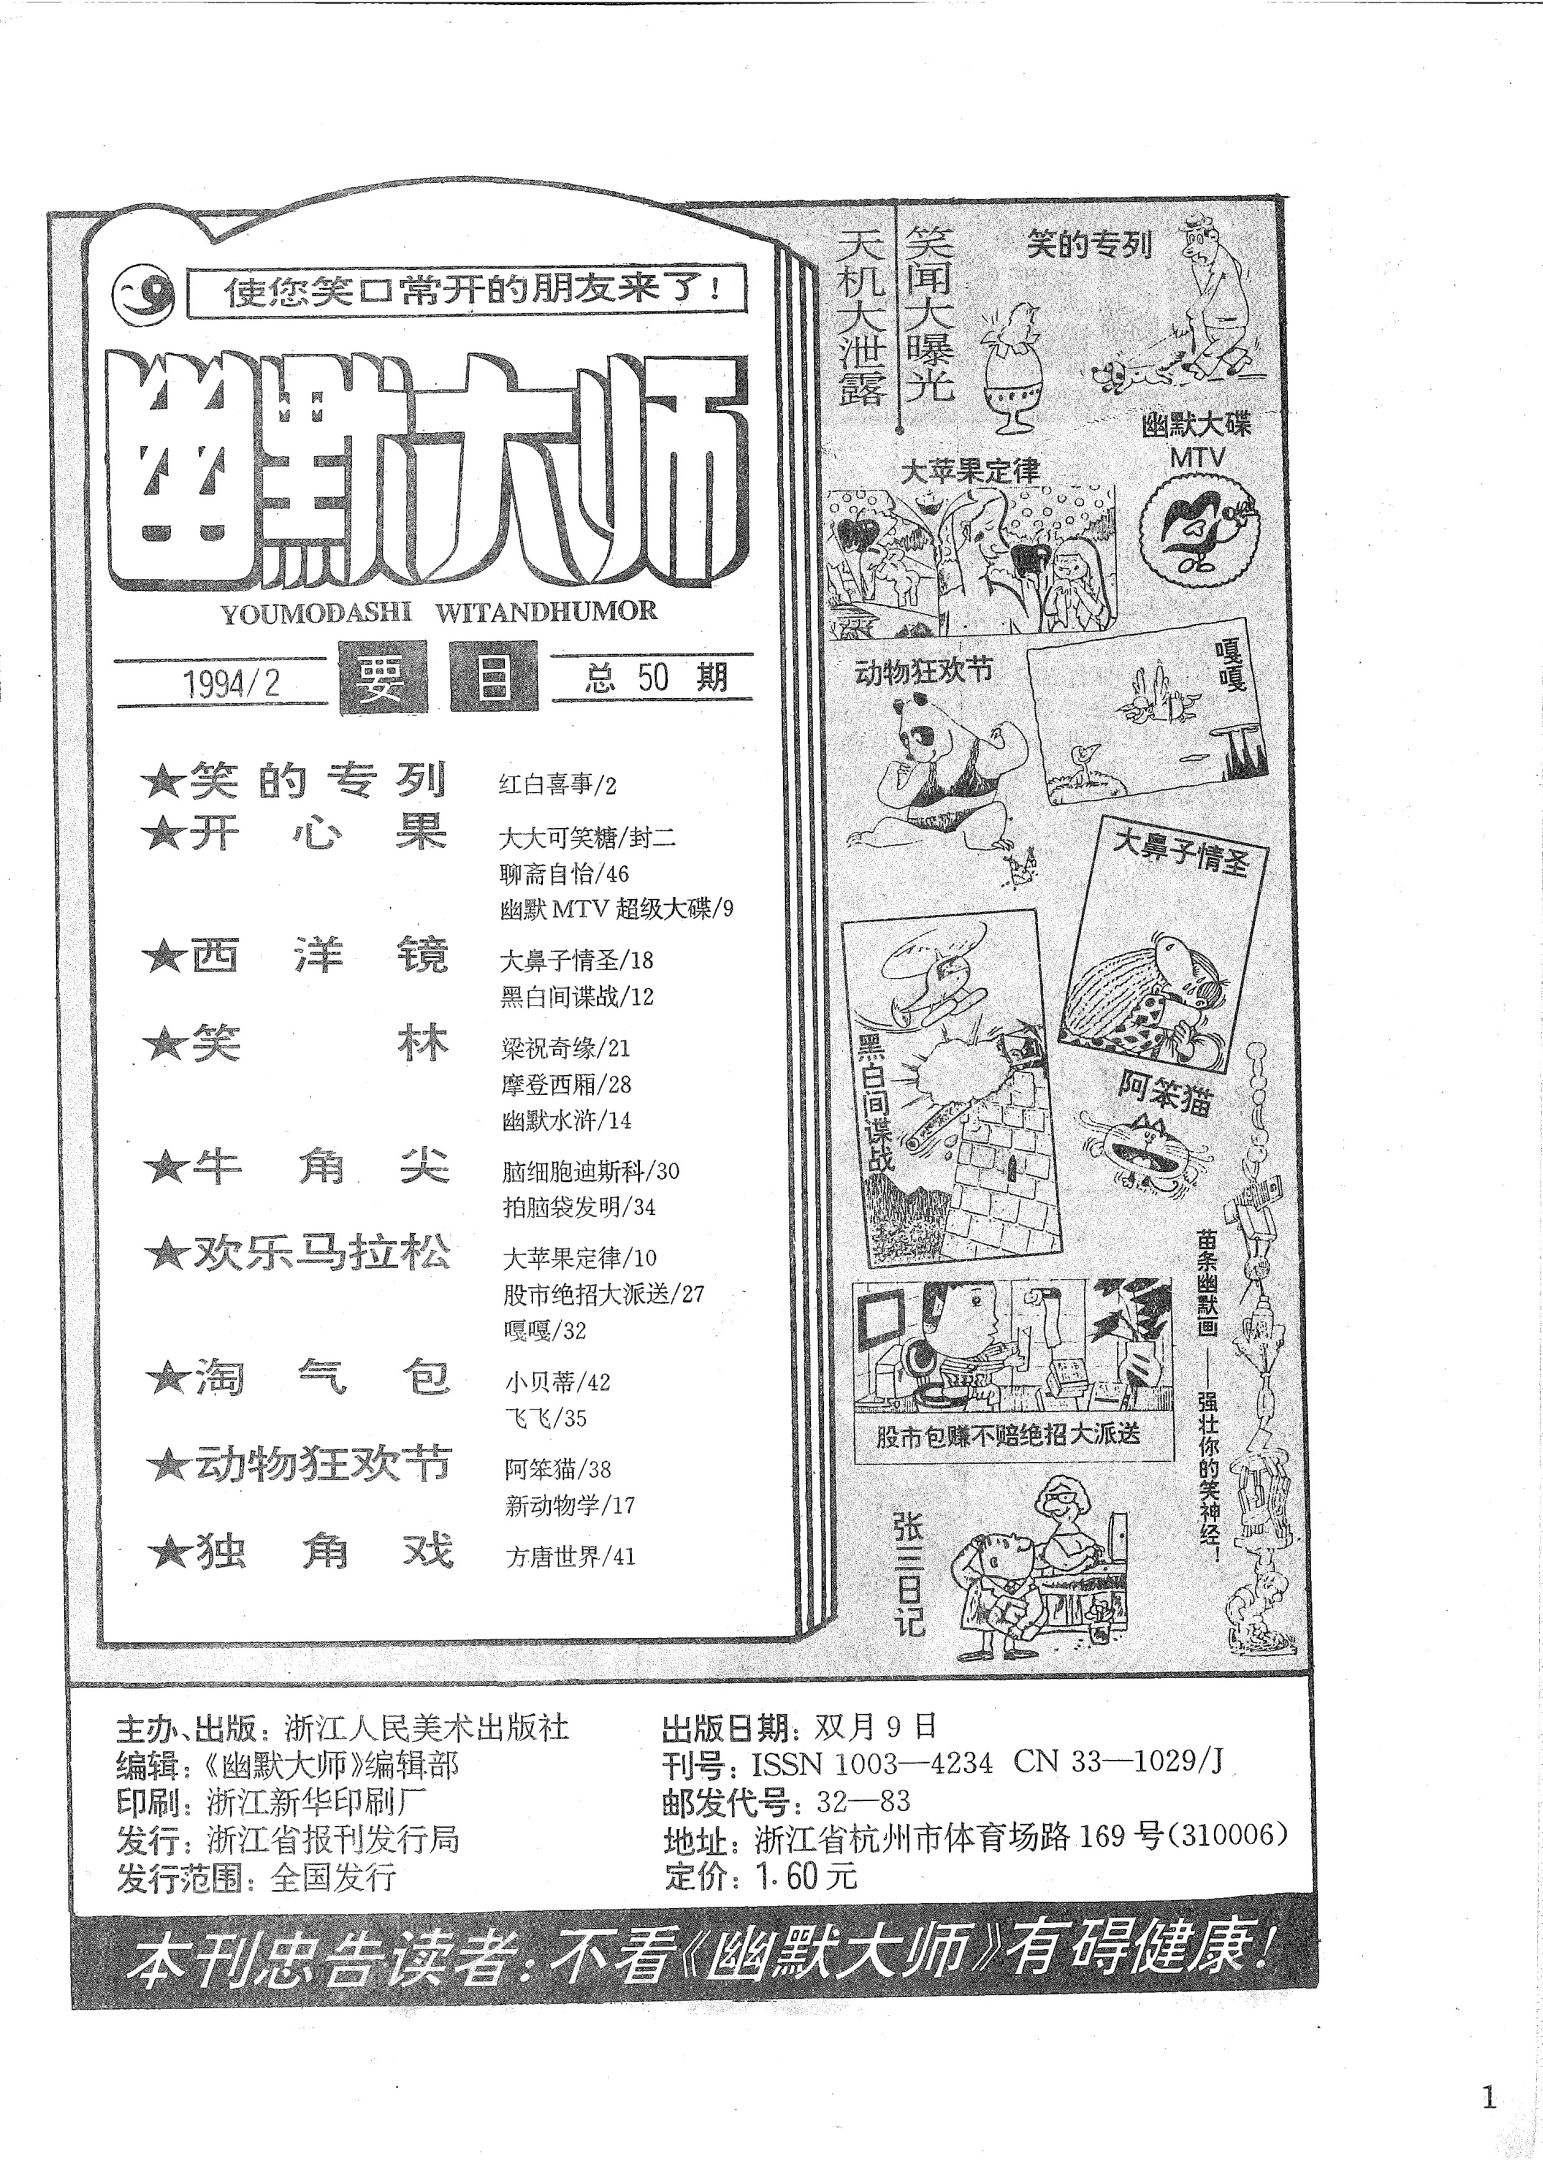 使您笑口常开的朋友来了!
幽默大师
YOUMODASHI WITANDHUMOR
1994/2 要目 总 50 期
★笑的专列 红白喜事/2
★开心果 大大可笑糖/封二
聊斋自怡/46
幽默MTV超级大碟/9
★西洋镜 大鼻子情圣/18
黑白间谍战/12
★笑林 梁祝奇缘/21
摩登西厢/28
幽默水浒/14
★牛角尖 脑细胞迪斯科/30
拍脑袋发明/34
★欢乐马拉松 大苹果定律/10
股市绝招大派送/27
嘎嘎/32
★淘气包 小贝蒂/42
飞飞/35
★动物狂欢节 阿笨猫/38
新动物学/17
★独角戏 方唐世界/41
笑闻大曝光
天机大泄露
笑的专列
幽默大碟
MTV
大苹果定律
动物狂欢节
嘎嘎
大鼻子情圣
黑白间谍战
阿笨猫
苗条幽默画——强壮你的笑神经!
股市包赚不赔绝招大派送
张三日记
主办、出版: 浙江人民美术出版社
编辑:《幽默大师》编辑部
印刷: 浙江新华印刷厂
发行: 浙江省报刊发行局
发行范围: 全国发行
出版日期: 双月9日
刊号: ISSN 1003—4234 CN 33—1029/J
邮发代号: 32—83
地址: 浙江省杭州市体育场路169号(310006)
定价: 1.60元
本刊忠告读者: 不看《幽默大师》有碍健康!
1